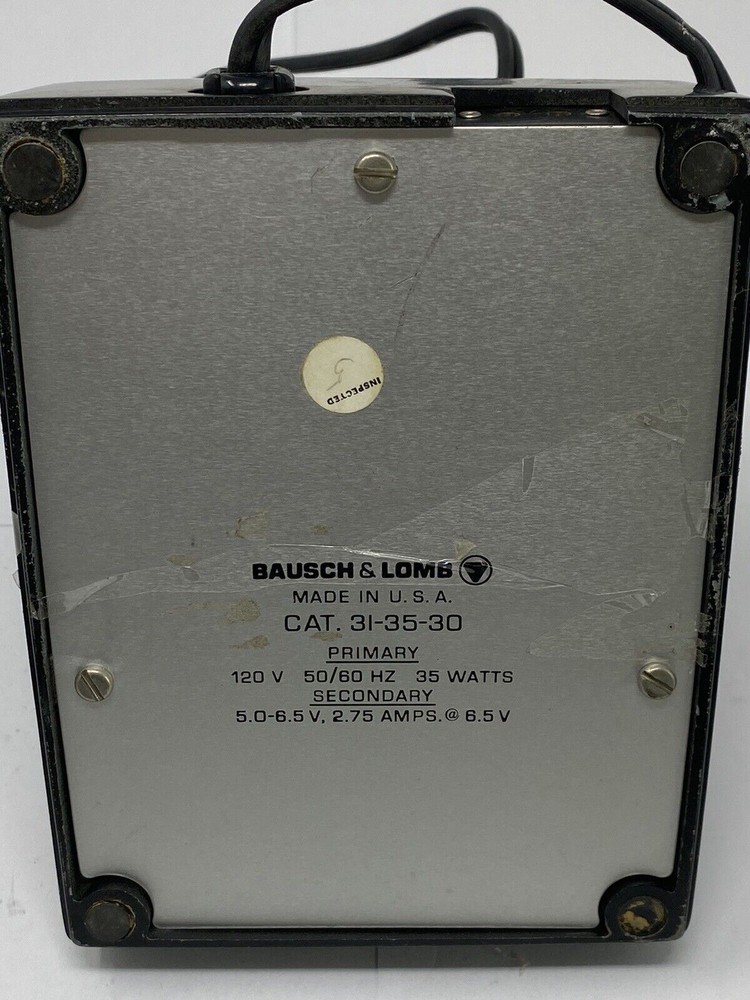 INSPECTED
BAUSCH & LOMB
MADE IN U.S.A.
CAT. 31-35-30
PRIMARY
120 V 50/60 HZ 35 WATTS
SECONDARY
5.0-6.5 V, 2.75 AMPS.@ 6.5 V